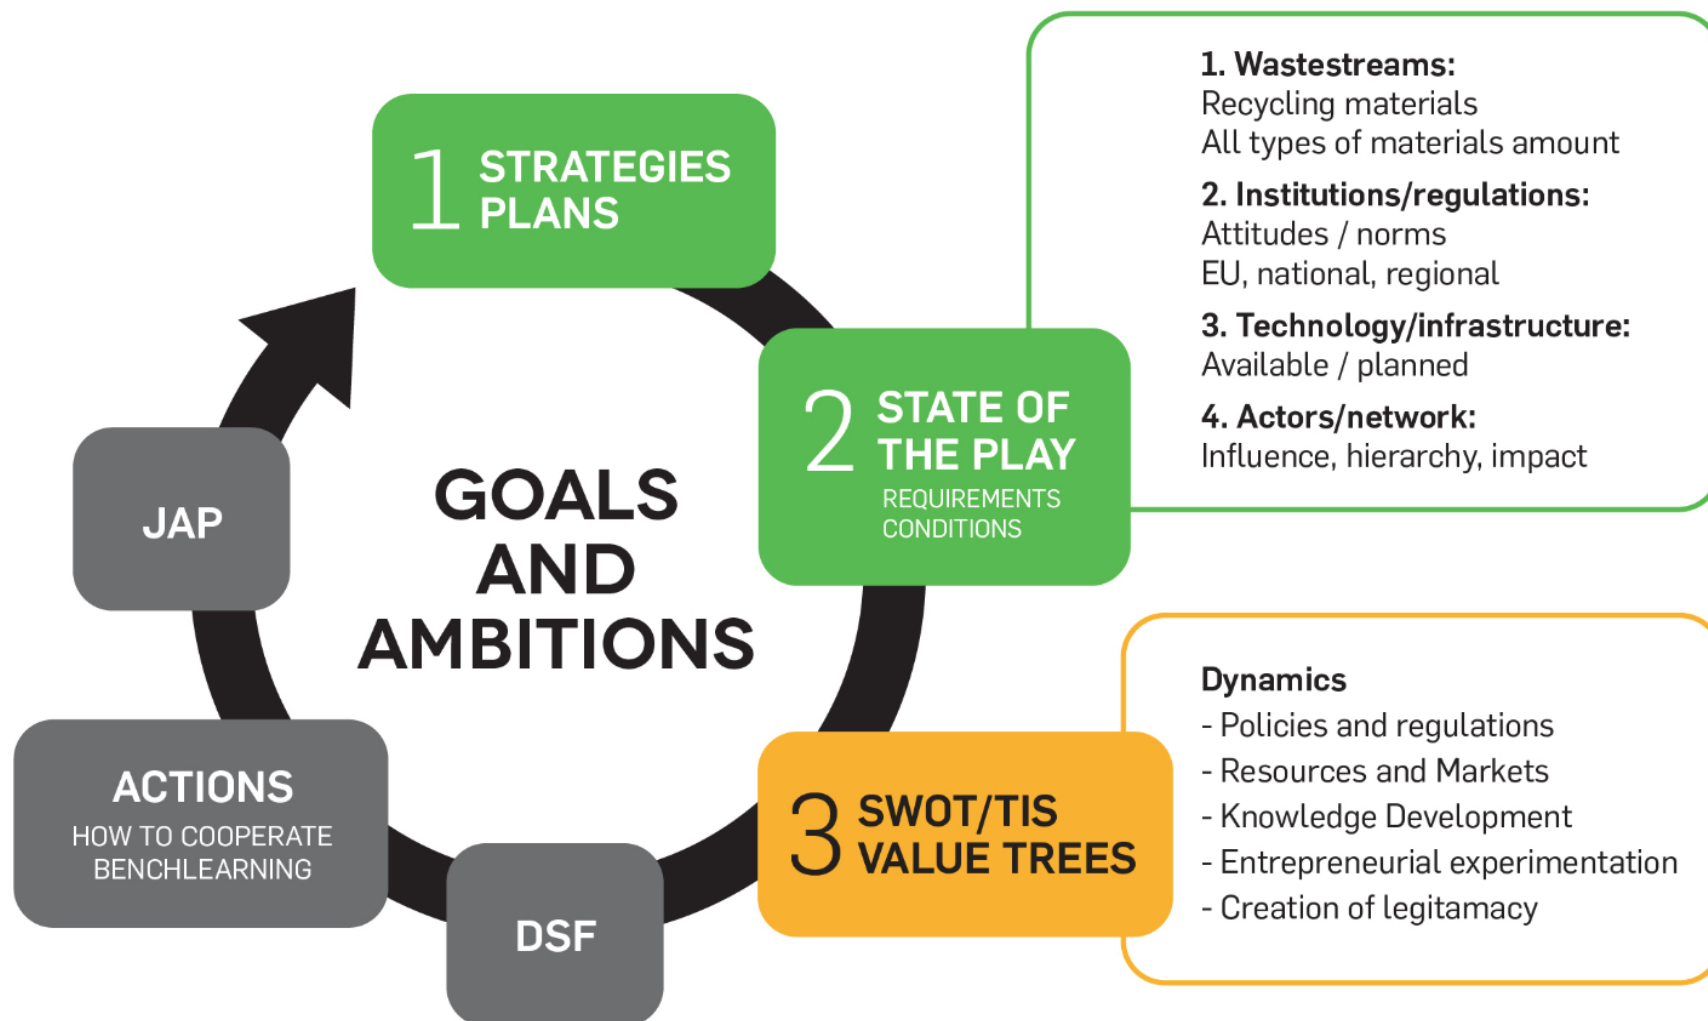 1 STRATEGIES
PLANS
2 STATE OF
THE PLAY
REQUIREMENTS
CONDITIONS
1. Wastestreams:
Recycling materials
All types of materials amount
2. Institutions/regulations:
Attitudes / norms
EU, national, regional
3. Technology/infrastructure:
Available / planned
4. Actors/network:
Influence, hierarchy, impact
3 SWOT/TIS
VALUE TREES
Dynamics
- Policies and regulations
- Resources and Markets
- Knowledge Development
- Entrepreneurial experimentation
- Creation of legitamacy
DSF
ACTIONS
HOW TO COOPERATE
BENCHLEARNING
JAP
GOALS
AND
AMBITIONS